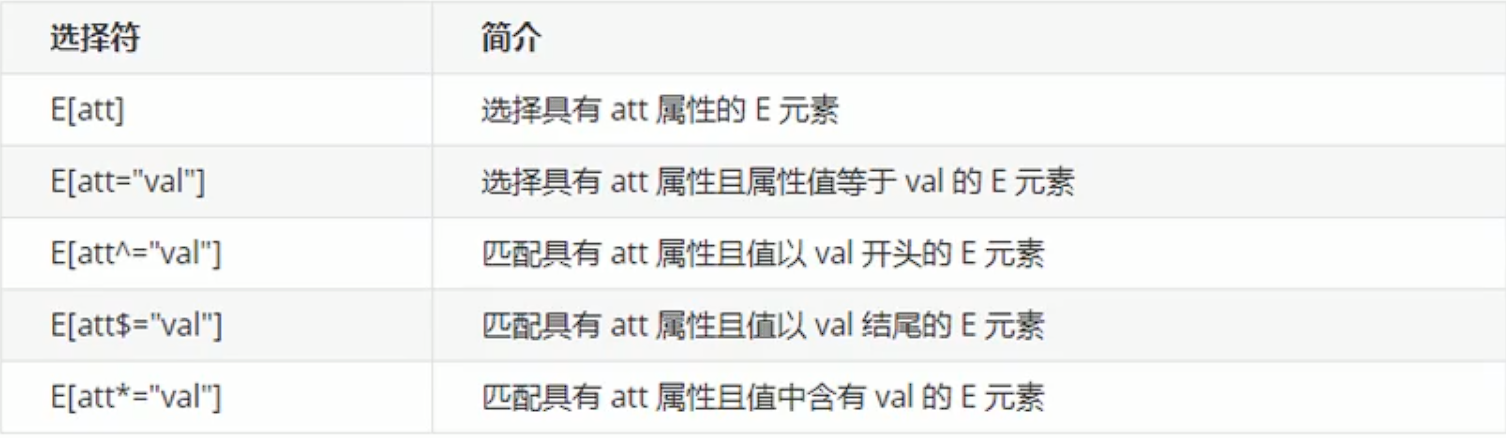 选择符 简介
E[att] 选择具有 att 属性的 E 元素
E[att="val"] 选择具有 att 属性且属性值等于 val 的 E 元素
E[att^="val"] 匹配具有 att 属性且值以 val 开头的 E 元素
E[att$="val"] 匹配具有 att 属性且值以 val 结尾的 E 元素
E[att*="val"] 匹配具有 att 属性且值中含有 val 的 E 元素